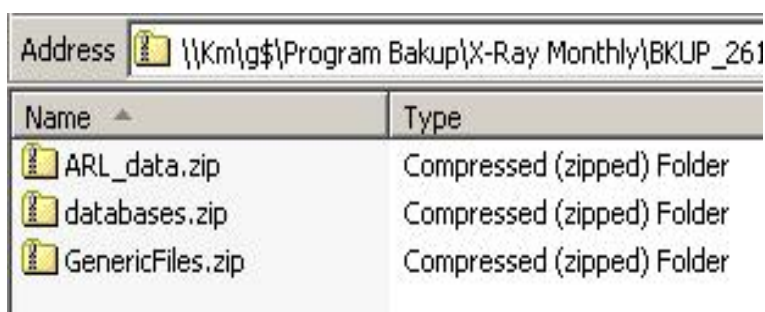 Address \\Km\g$\Program Bakup\X-Ray Monthly\BKUP_261
Name Type
ARL_data.zip Compressed (zipped) Folder
databases.zip Compressed (zipped) Folder
GenericFiles.zip Compressed (zipped) Folder